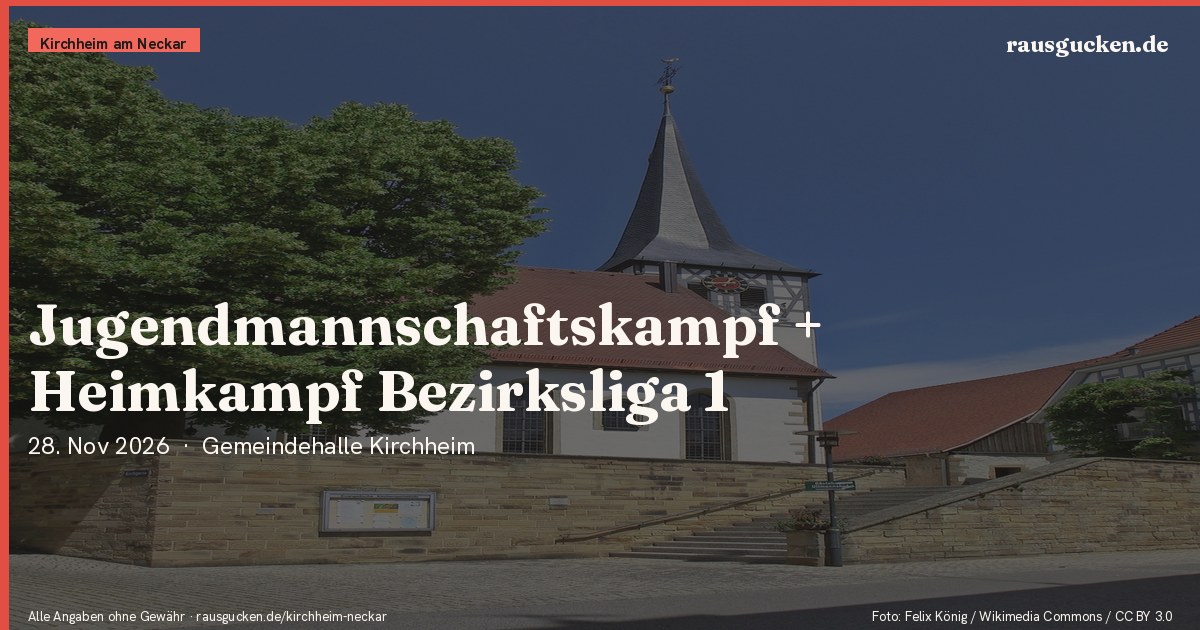 Kirchheim am Neckar
rausgucken.de
Jugendmannschaftskampf +
Heimkampf Bezirksliga 1
28. Nov 2026 · Gemeindehalle Kirchheim
Alle Angaben ohne Gewähr · rausgucken.de/kirchheim-neckar
Foto: Felix König / Wikimedia Commons / CC BY 3.0